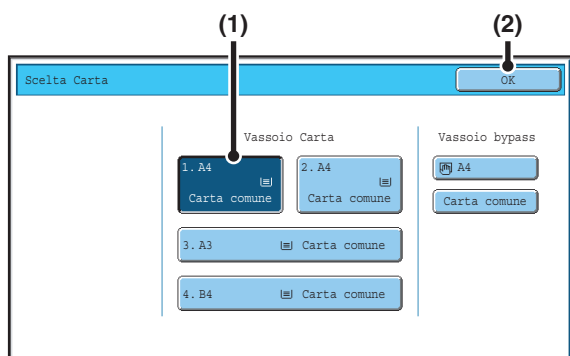 (1) (2)
Scelta Carta OK
Vassoio Carta Vassoio bypass
1. A4 2. A4 A4
Carta comune Carta comune Carta comune
3. A3 Carta comune
4. B4 Carta comune